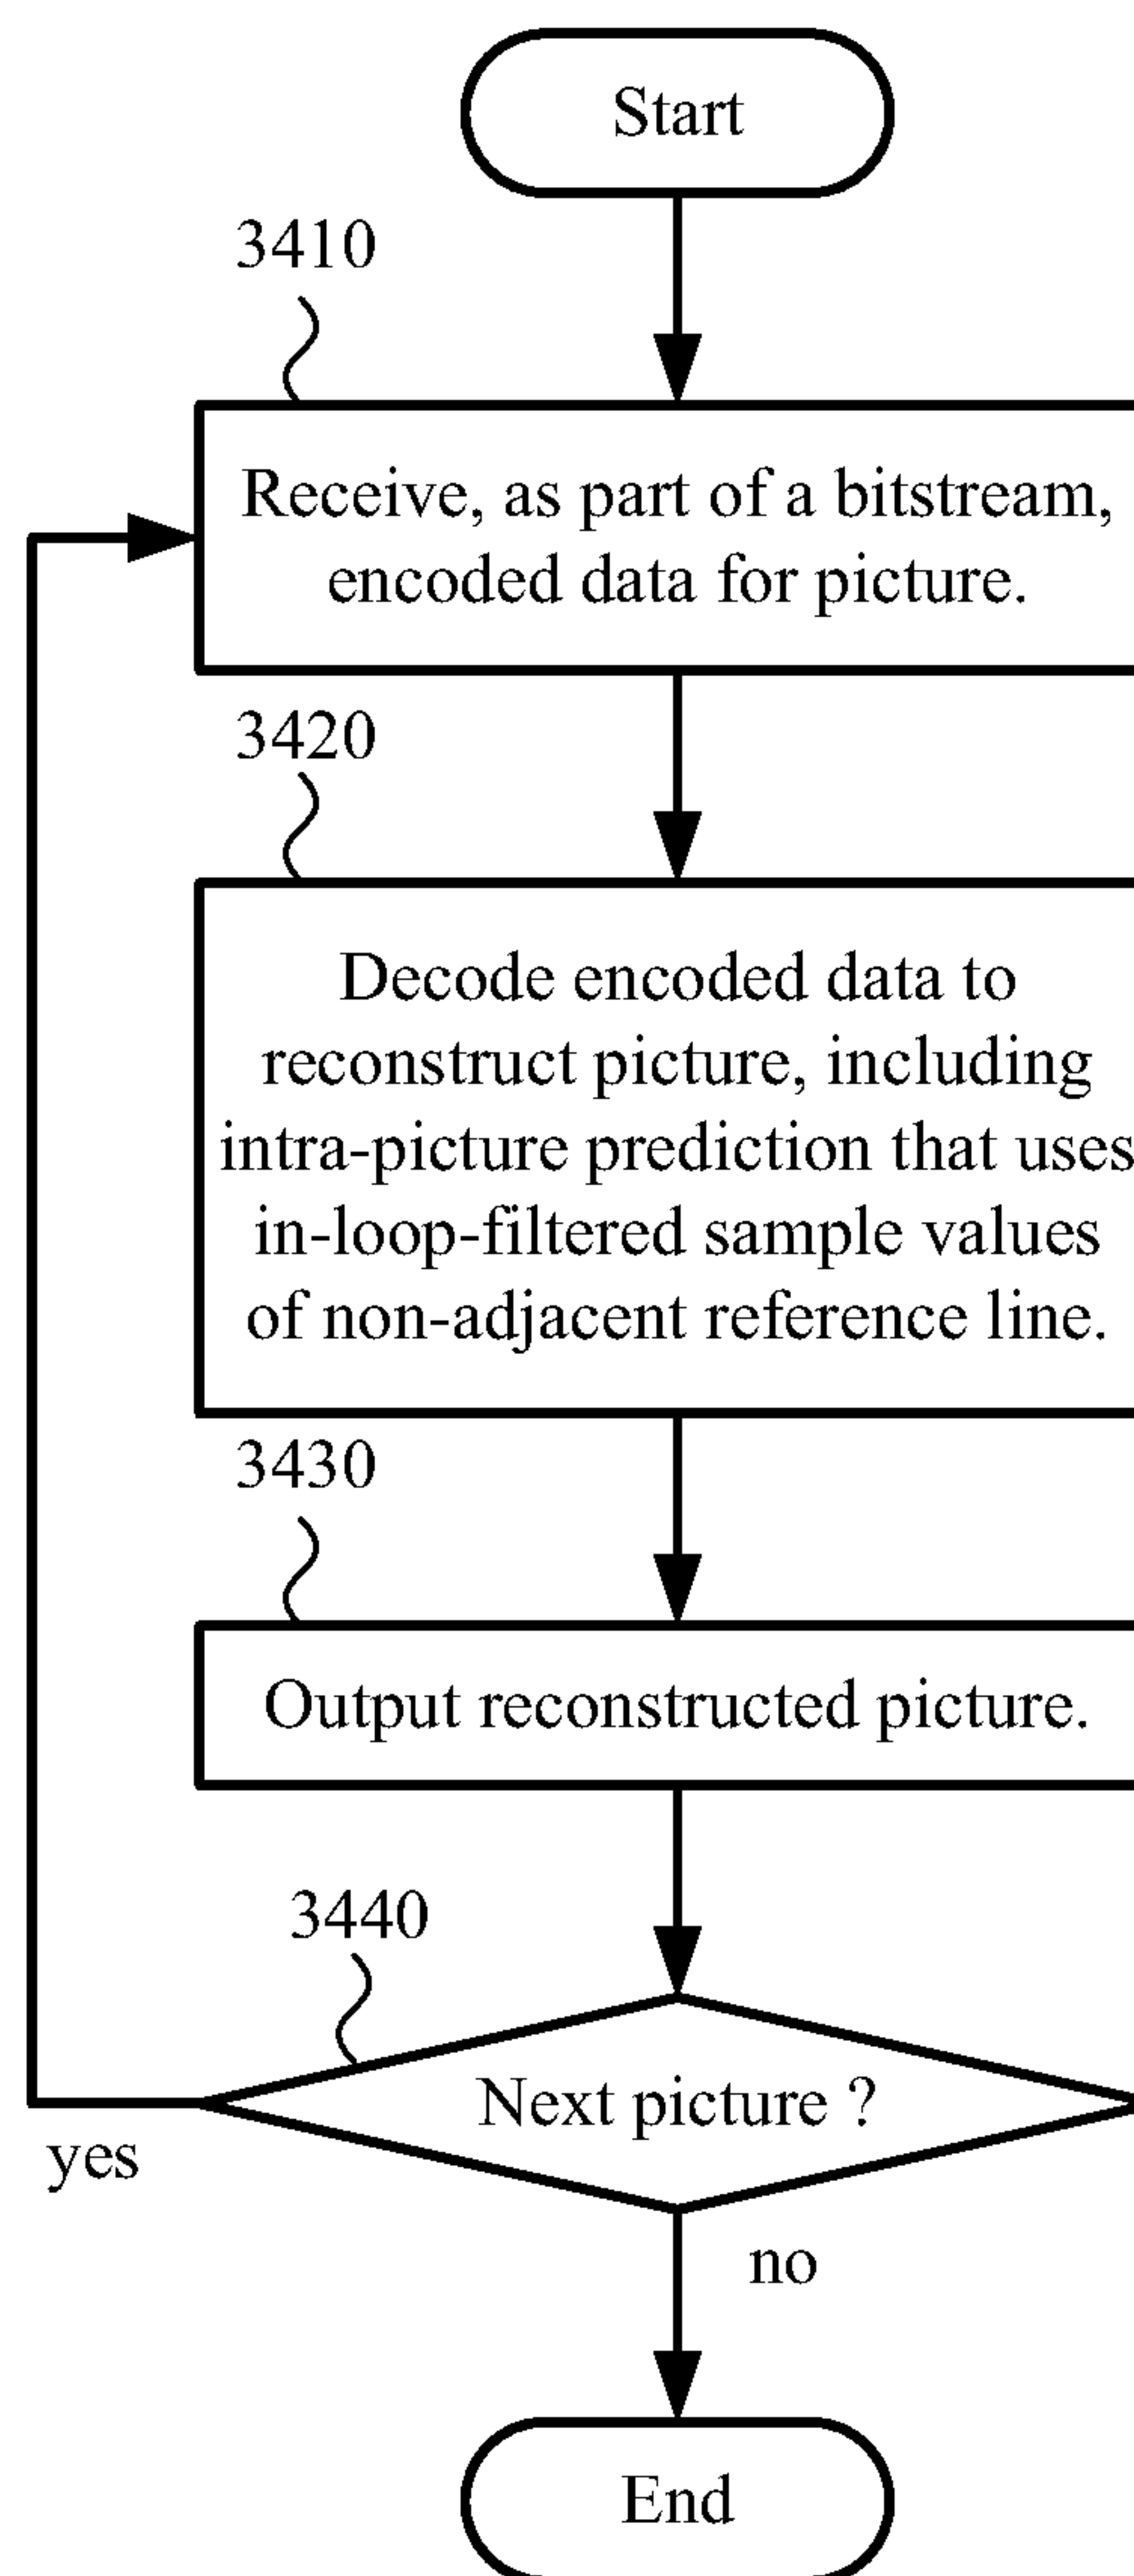 Start
3410
Receive, as part of a bitstream,
encoded data for picture.
3420
Decode encoded data to
reconstruct picture, including
intra-picture prediction that uses
in-loop-filtered sample values
of non-adjacent reference line.
3430
Output reconstructed picture.
3440
Next picture ?
yes
no
End